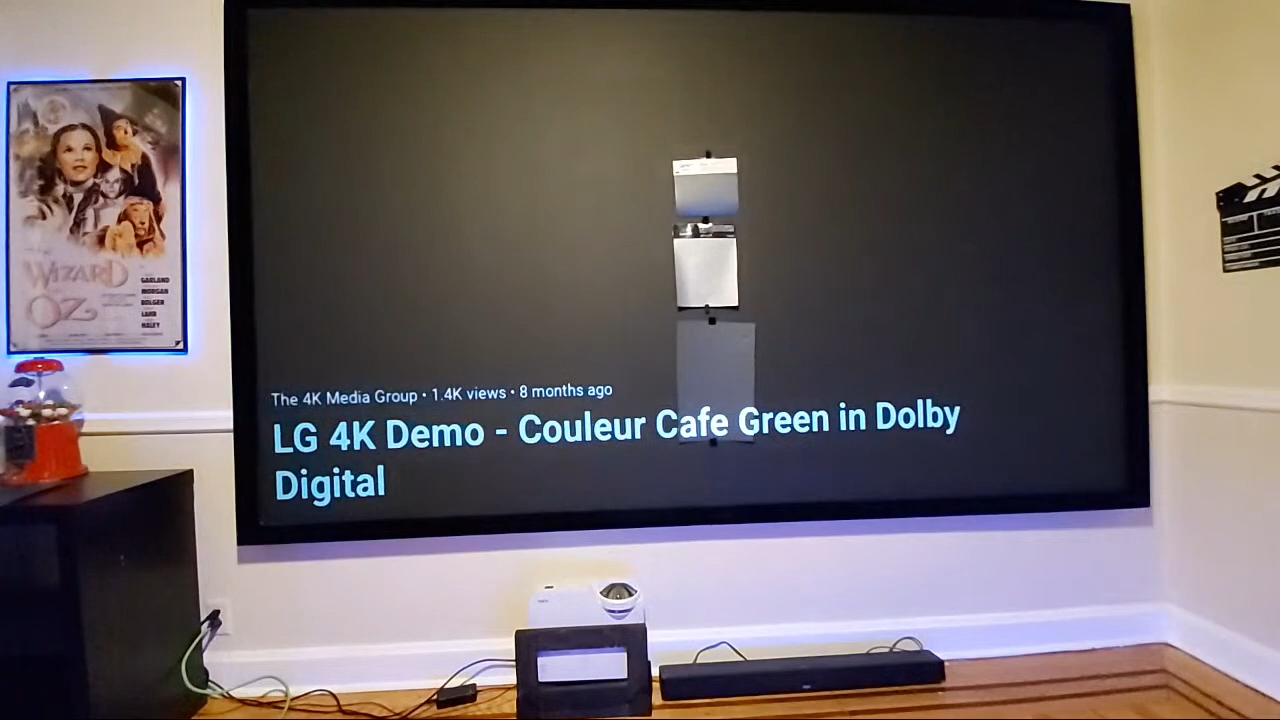 The 4K Media Group • 1.4K views • 8 months ago
LG 4K Demo - Couleur Cafe Green in Dolby
Digital
WIZARD
OZ
GARLAND
MORGAN
BOLGER
LAHR
HALEY